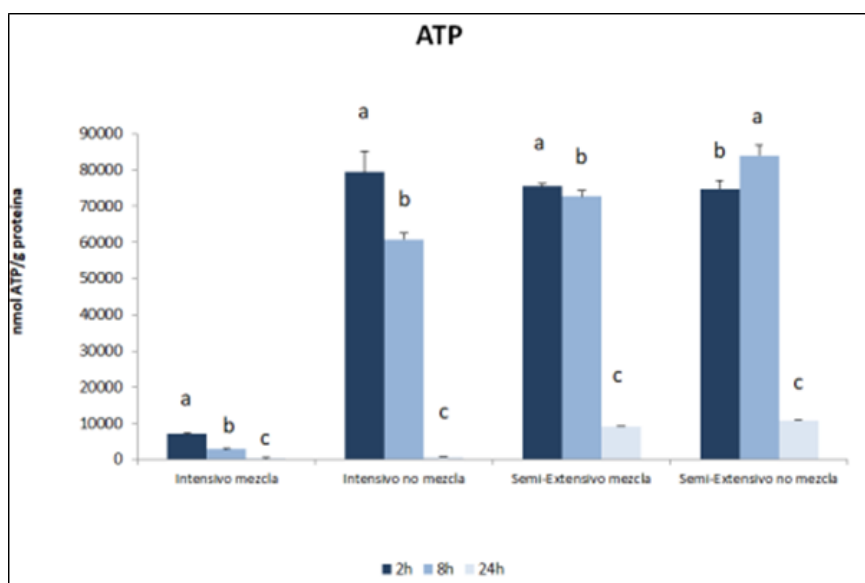 ATP
nmol ATP/g proteina
90000
80000
70000
60000
50000
40000
30000
20000
10000
0
a
b
c
a
b
c
a
b
c
b
a
c
Intensivo mezcla
Intensivo no mezcla
Semi-Extensivo mezcla
Semi-Extensivo no mezcla
2h 8h 24h